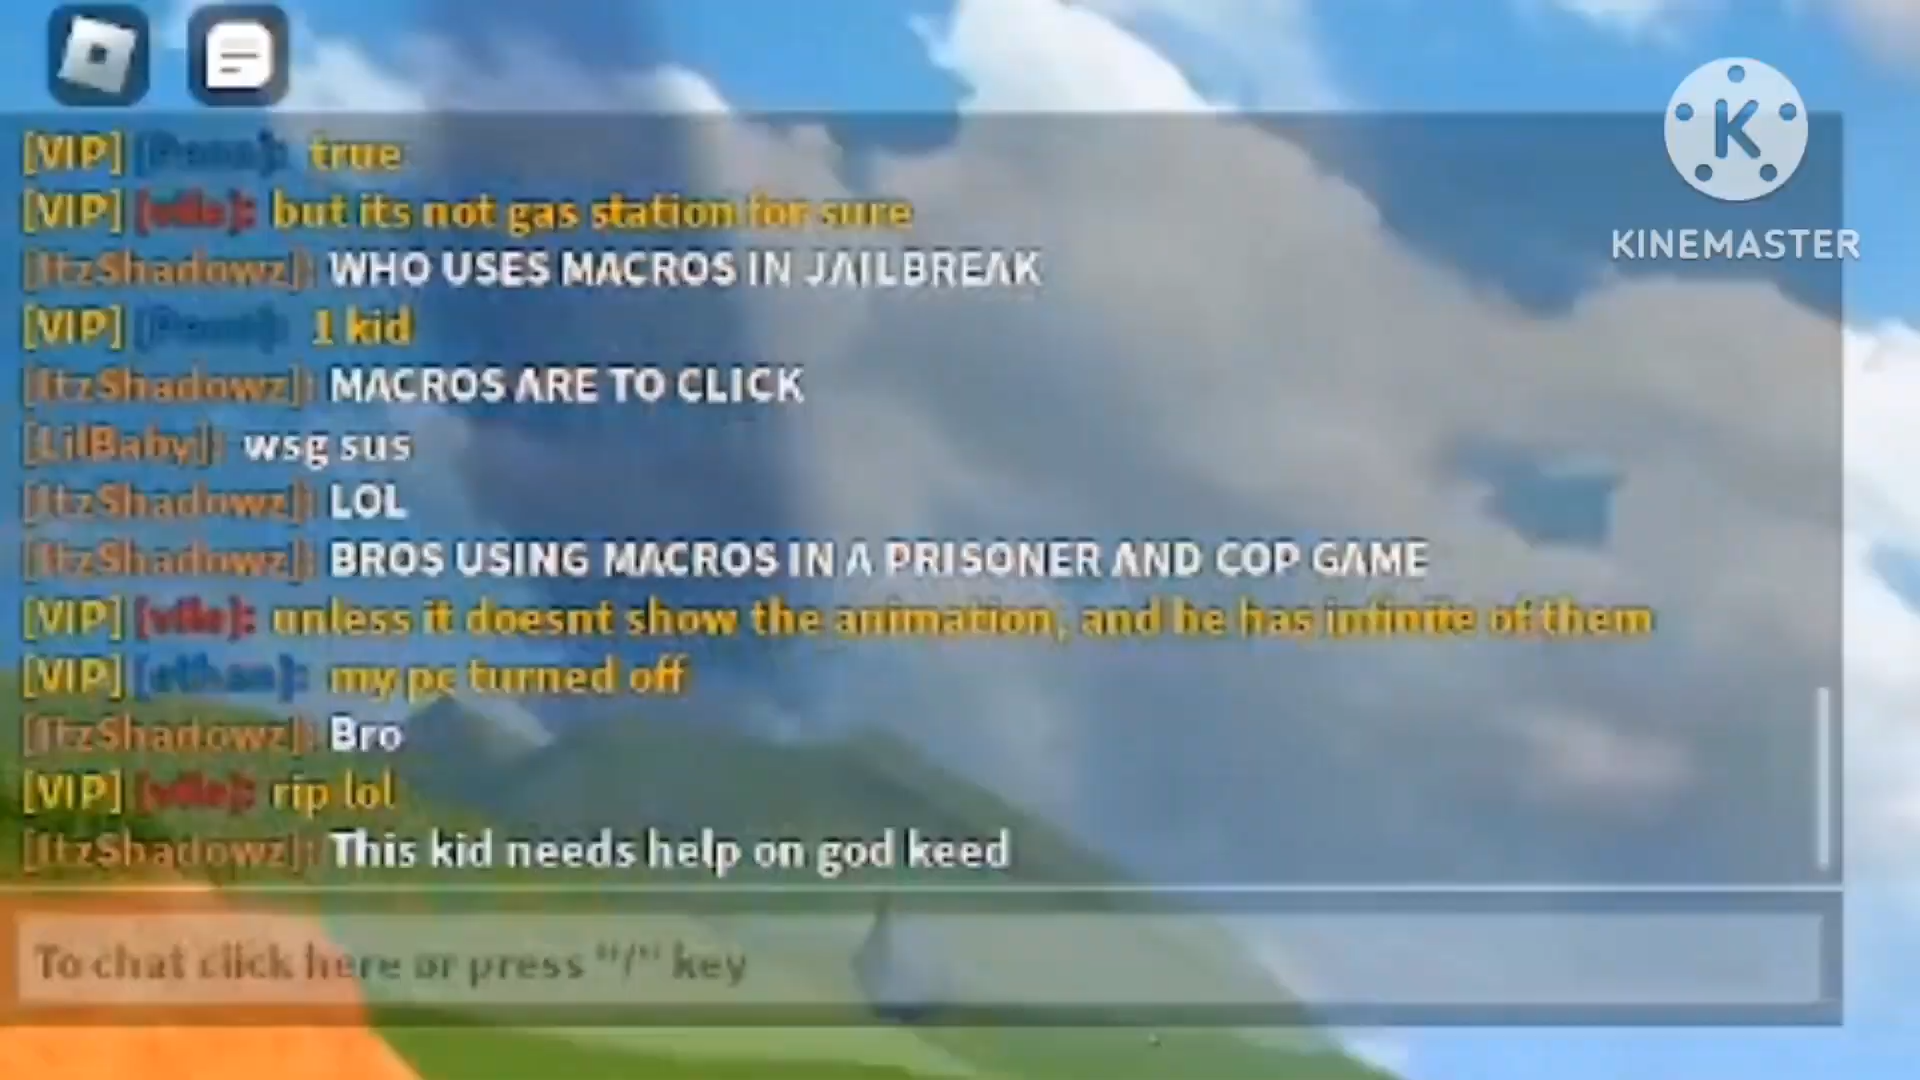 [VIP] true
K
[VIP] [vile]: but its not gas station for sure
KINEMASTER
[ItzShadowz]: WHO USES MACROS IN JAILBREAK
[VIP] 1 kid
[ItzShadowz]: MACROS ARE TO CLICK
[LilBaby]: wsg sus
[ItzShadowz]: LOL
[ItzShadowz]: BROS USING MACROS IN A PRISONER AND COP GAME
[VIP] [vile]: unless it doesnt show the animation, and he has infinite of them
[VIP] [ethan]: my pc turned off
[ItzShadowz]: Bro
[VIP] [vile]: rip lol
[ItzShadowz]: This kid needs help on god keed
To chat click here or press "/" key